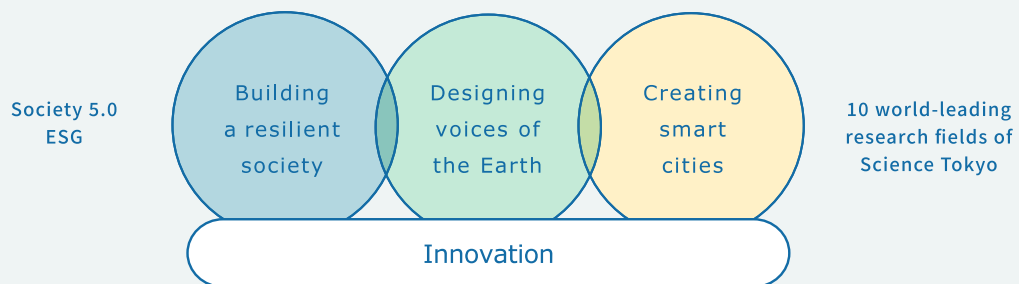 Society 5.0
ESG
Building
a resilient
society
Designing
voices of
the Earth
Creating
smart
cities
10 world-leading
research fields of
Science Tokyo
Innovation